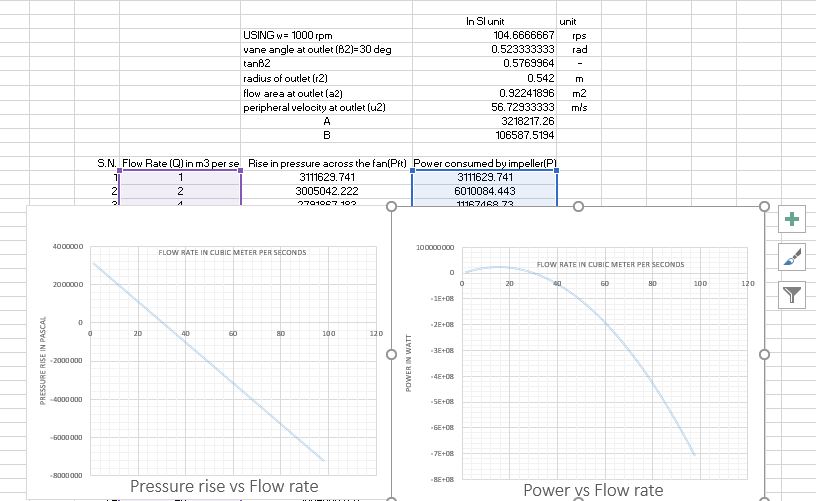 In SI unit unit
USING w= 1000 rpm 104.6666667 rps
vane angle at outlet (ß2)=30 deg 0.523333333 rad
tanß2 0.5769964 -
radius of outlet (r2) 0.542 m
flow area at outlet (a2) 0.92241896 m2
peripheral velocity at outlet (u2) 56.72933333 m/s
A 3218217.26
B 106587.5194
S.N. Flow Rate (Q) in m3 per se Rise in pressure across the fan(Pft) Power consumed by impeller(P)
1 1 3111629.741 3111629.741
2 2 3005042.222 6010084.443
3 4 2791867.183 11167468.73
FLOW RATE IN CUBIC METER PER SECONDS
4000000
2000000
0
-2000000
-4000000
-6000000
-8000000
0 20 40 60 80 100 120
PRESSURE RISE IN PASCAL
Pressure rise vs Flow rate
FLOW RATE IN CUBIC METER PER SECONDS
100000000
0
-1E+08
-2E+08
-3E+08
-4E+08
-5E+08
-6E+08
-7E+08
-8E+08
0 20 40 60 80 100 120
POWER IN WATT
Power vs Flow rate